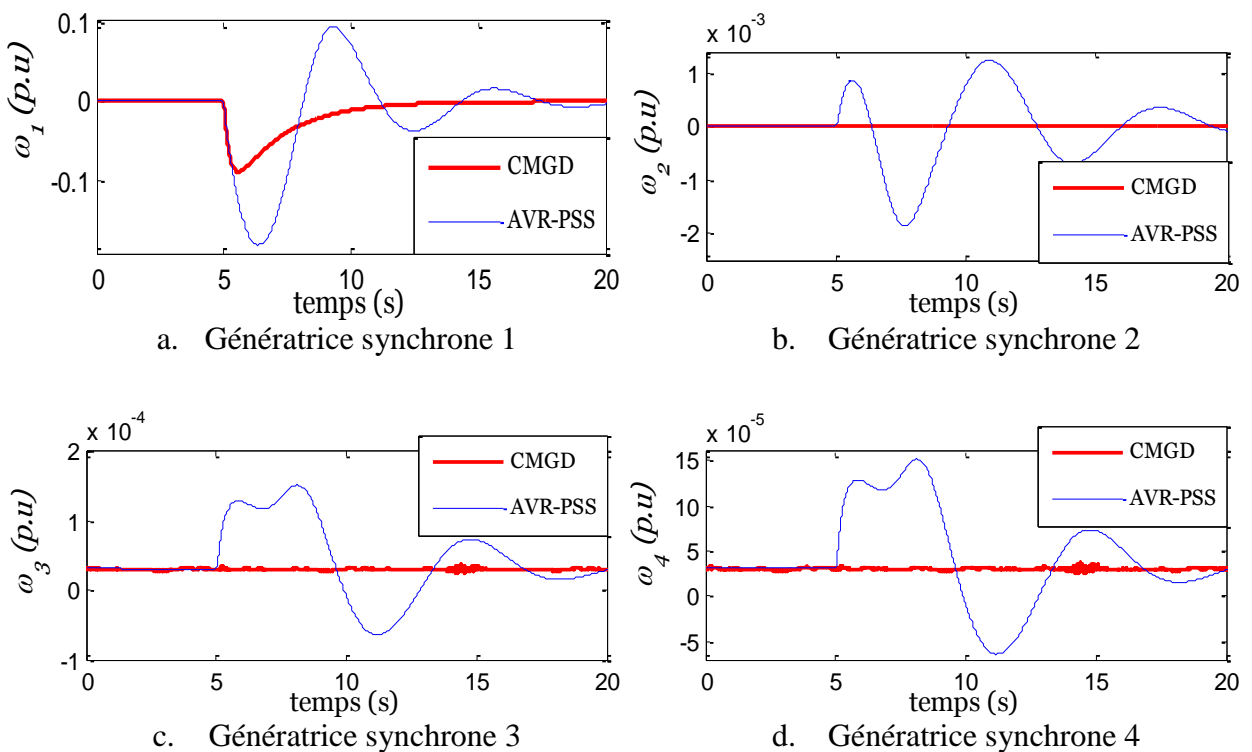 0.1
0
-0.1
ω1 (p.u)
CMGD
AVR-PSS
0 5 10 15 20
temps (s)
a. Génératrice synchrone 1
x 10-3
1
0
-1
-2
ω2 (p.u)
CMGD
AVR-PSS
0 5 10 15 20
temps (s)
b. Génératrice synchrone 2
x 10-4
2
1
0
-1
ω3 (p.u)
CMGD
AVR-PSS
0 5 10 15 20
temps (s)
c. Génératrice synchrone 3
x 10-5
15
10
5
0
-5
ω4 (p.u)
CMGD
AVR-PSS
0 5 10 15 20
temps (s)
d. Génératrice synchrone 4